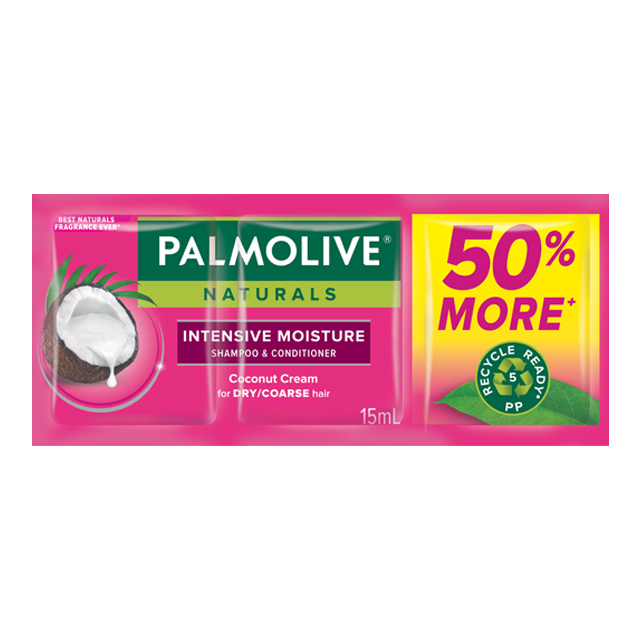 BEST NATURALS
FRAGRANCE EVER*
PALMOLIVE®
NATURALS
INTENSIVE MOISTURE
SHAMPOO & CONDITIONER
Coconut Cream
for DRY/COARSE hair
15mL
50%
MORE+
RECYCLE READY*
5
PP